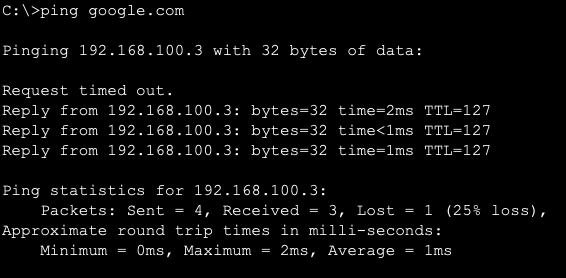 C:\>ping google.com
Pinging 192.168.100.3 with 32 bytes of data:
Request timed out.
Reply from 192.168.100.3: bytes=32 time=2ms TTL=127
Reply from 192.168.100.3: bytes=32 time<1ms TTL=127
Reply from 192.168.100.3: bytes=32 time=1ms TTL=127
Ping statistics for 192.168.100.3:
Packets: Sent = 4, Received = 3, Lost = 1 (25% loss),
Approximate round trip times in milli-seconds:
Minimum = 0ms, Maximum = 2ms, Average = 1ms